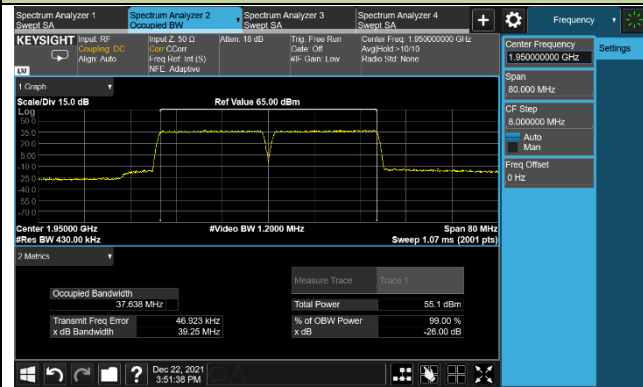 Spectrum Analyzer 1
Swept SA
Spectrum Analyzer 2
Occupied BW
Spectrum Analyzer 3
Swept SA
Spectrum Analyzer 4
Swept SA
+
Frequency
KEYSIGHT
LXI
Input: RF
Coupling: DC
Align: Auto
Input Z: 50 Ω
Corr CCorr
Freq Ref: Int (S)
NFE: Adaptive
Atten: 18 dB
Trig: Free Run
Gate: Off
#IF Gain: Low
Center Freq: 1.950000000 GHz
Avg|Hold:>10/10
Radio Std: None
Center Frequency
1.950000000 GHz
Settings
Span
80.000 MHz
CF Step
8.000000 MHz
Auto
Man
Freq Offset
0 Hz
1 Graph
Scale/Div 15.0 dB
Ref Value 65.00 dBm
Log
50.0
35.0
20.0
5.00
-10.0
-25.0
-40.0
-55.0
-70.0
Center 1.95000 GHz
#Video BW 1.2000 MHz
Span 80 MHz
#Res BW 430.00 kHz
Sweep 1.07 ms (2001 pts)
2 Metrics
Measure Trace
Trace 1
Occupied Bandwidth
37.638 MHz
Total Power
55.1 dBm
Transmit Freq Error
46.923 kHz
% of OBW Power
99.00 %
x dB Bandwidth
39.25 MHz
x dB
-26.00 dB
?
Dec 22, 2021
3:51:38 PM